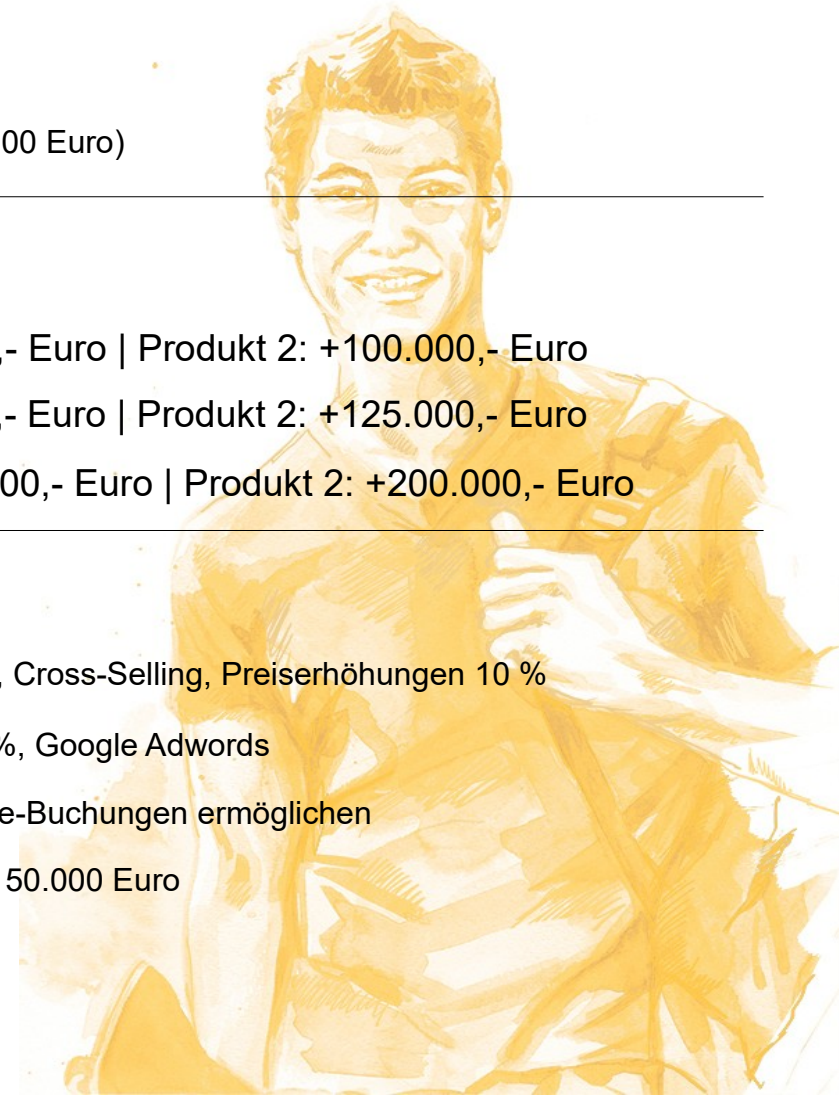 00 Euro)
,- Euro | Produkt 2: +100.000,- Euro
,- Euro | Produkt 2: +125.000,- Euro
00,- Euro | Produkt 2: +200.000,- Euro
, Cross-Selling, Preiserhöhungen 10 %
%, Google Adwords
e-Buchungen ermöglichen
50.000 Euro